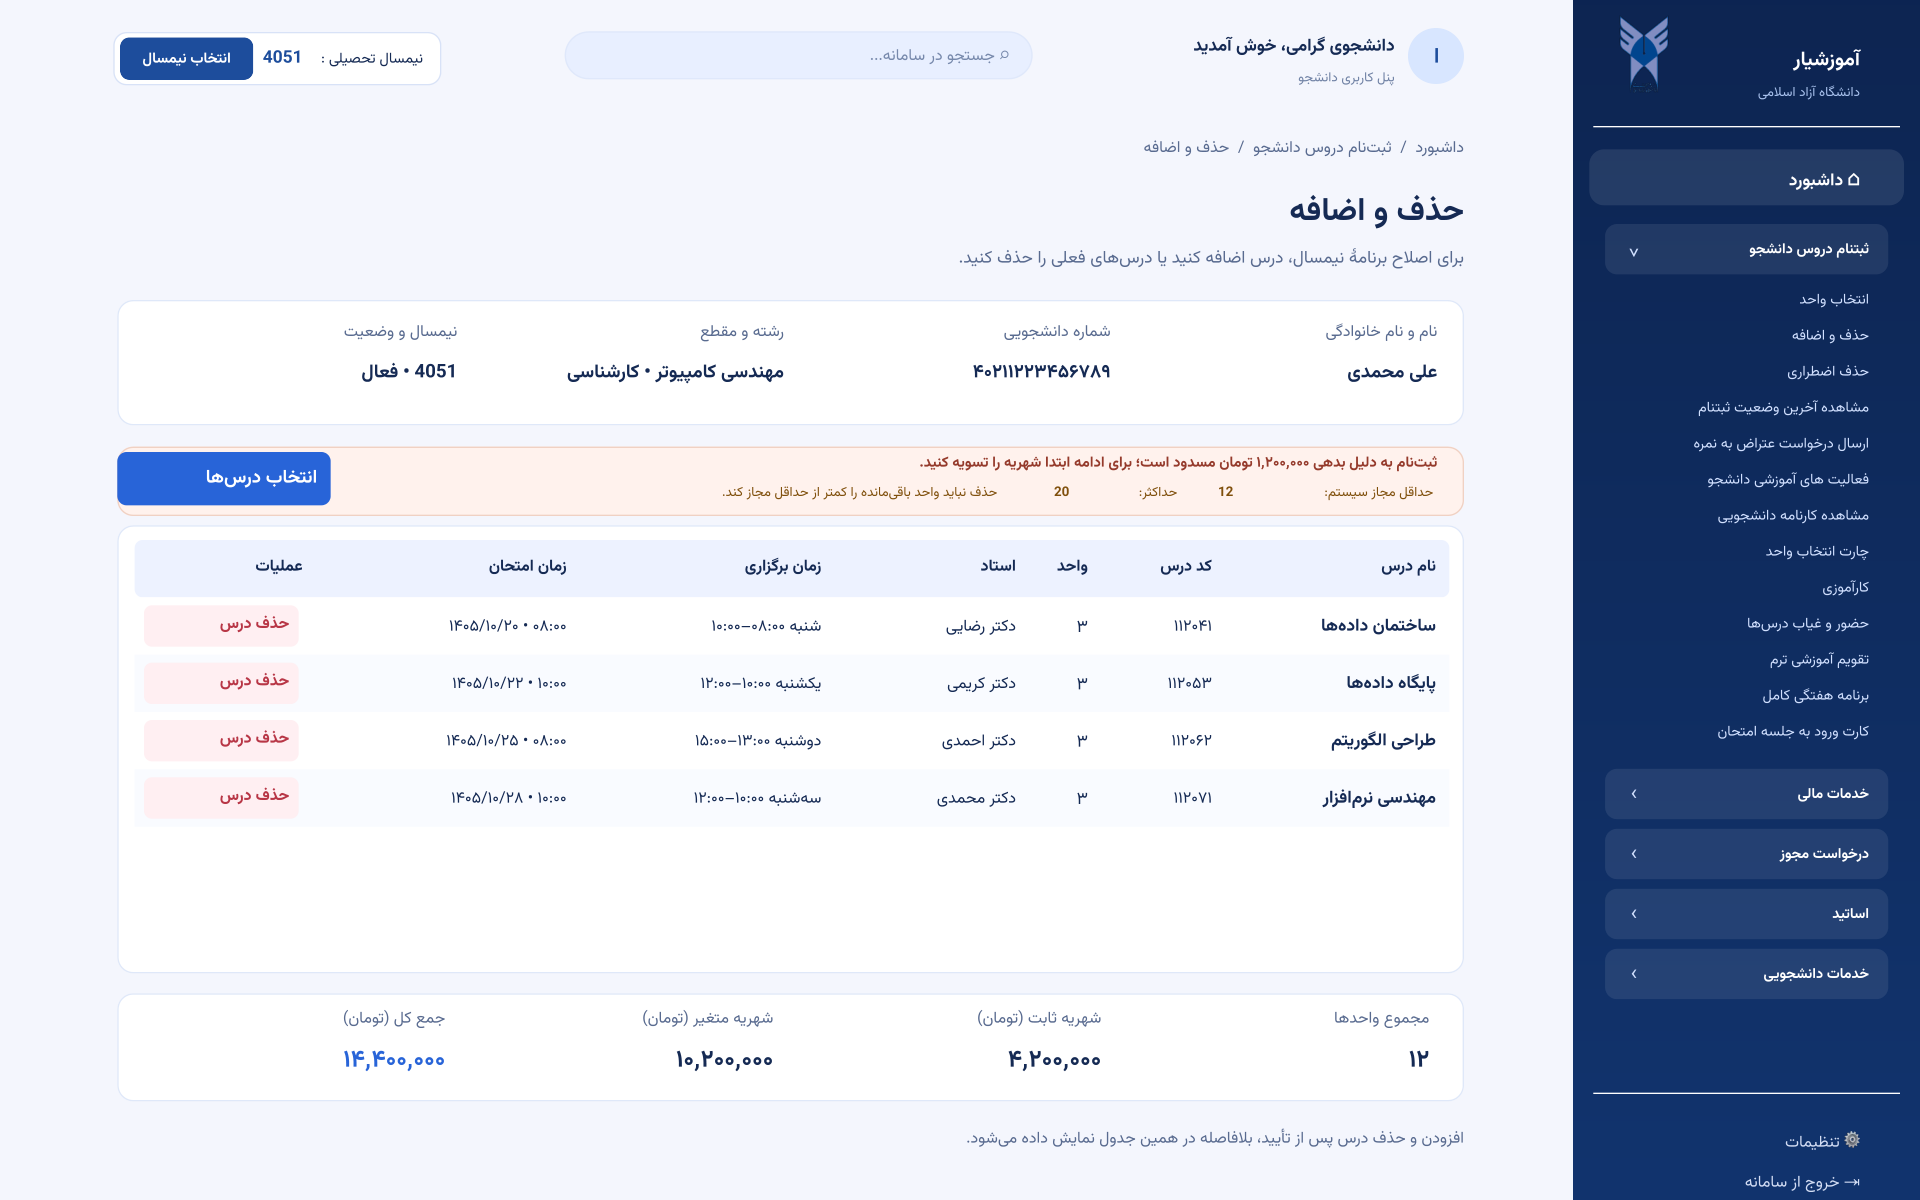 آموزشیار
دانشگاه آزاد اسلامی
داشبورد
ثبتنام دروس دانشجو
انتخاب واحد
حذف و اضافه
حذف اضطراری
مشاهده آخرین وضعیت ثبتنام
ارسال درخواست عتراض به نمره
فعالیت های آموزشی دانشجو
مشاهده کارنامه دانشجویی
چارت انتخاب واحد
کارآموزی
حضور و غیاب درس‌ها
تقویم آموزشی ترم
برنامه هفتگی کامل
کارت ورود به جلسه امتحان
خدمات مالی
درخواست مجوز
اساتید
خدمات دانشجویی
تنظیمات
خروج از سامانه
ا
دانشجوی گرامی، خوش آمدید
پنل کاربری دانشجو
جستجو در سامانه...
نیمسال تحصیلی : 4051 انتخاب نیمسال
داشبورد / ثبت‌نام دروس دانشجو / حذف و اضافه
حذف و اضافه
برای اصلاح برنامهٔ نیمسال، درس اضافه کنید یا درس‌های فعلی را حذف کنید.
نام و نام خانوادگی شماره دانشجویی رشته و مقطع نیمسال و وضعیت
علی محمدی ۴۰۲۱۱۲۲۳۴۵۶۷۸۹ مهندسی کامپیوتر • کارشناسی 4051 • فعال
ثبت‌نام به دلیل بدهی ۱,۲۰۰,۰۰۰ تومان مسدود است؛ برای ادامه ابتدا شهریه را تسویه کنید.
حداقل مجاز سیستم: 12 حداکثر: 20 حذف نباید واحد باقی‌مانده را کمتر از حداقل مجاز کند.
انتخاب درس‌ها
نام درس کد درس واحد استاد زمان برگزاری زمان امتحان عملیات
ساختمان داده‌ها ۱۱۲۰۴۱ ۳ دکتر رضایی شنبه ۰۸:۰۰–۱۰:۰۰ ۱۴۰۵/۱۰/۲۰ • ۰۸:۰۰ حذف درس
پایگاه داده‌ها ۱۱۲۰۵۳ ۳ دکتر کریمی یکشنبه ۱۰:۰۰–۱۲:۰۰ ۱۴۰۵/۱۰/۲۲ • ۱۰:۰۰ حذف درس
طراحی الگوریتم ۱۱۲۰۶۲ ۳ دکتر احمدی دوشنبه ۱۳:۰۰–۱۵:۰۰ ۱۴۰۵/۱۰/۲۵ • ۰۸:۰۰ حذف درس
مهندسی نرم‌افزار ۱۱۲۰۷۱ ۳ دکتر محمدی سه‌شنبه ۱۰:۰۰–۱۲:۰۰ ۱۴۰۵/۱۰/۲۸ • ۱۰:۰۰ حذف درس
مجموع واحدها شهریه ثابت (تومان) شهریه متغیر (تومان) جمع کل (تومان)
۱۲ ۴,۲۰۰,۰۰۰ ۱۰,۲۰۰,۰۰۰ ۱۴,۴۰۰,۰۰۰
افزودن و حذف درس پس از تأیید، بلافاصله در همین جدول نمایش داده می‌شود.